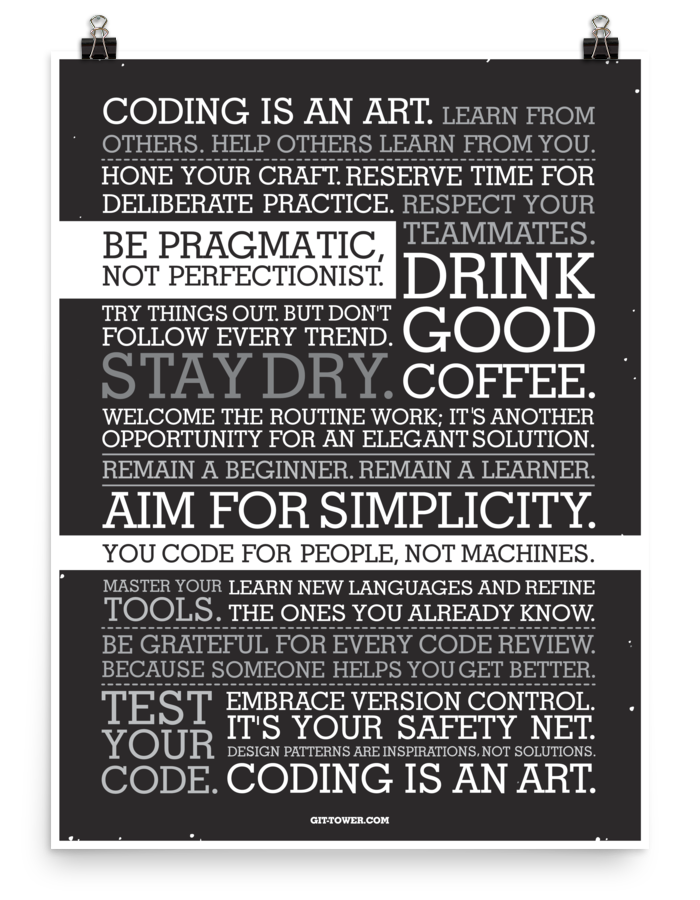 CODING IS AN ART. LEARN FROM
OTHERS. HELP OTHERS LEARN FROM YOU.
HONE YOUR CRAFT. RESERVE TIME FOR
DELIBERATE PRACTICE. RESPECT YOUR
TEAMMATES.
BE PRAGMATIC,
NOT PERFECTIONIST.
DRINK
GOOD
COFFEE.
TRY THINGS OUT. BUT DON'T
FOLLOW EVERY TREND.
STAY DRY.
WELCOME THE ROUTINE WORK; IT'S ANOTHER
OPPORTUNITY FOR AN ELEGANT SOLUTION.
REMAIN A BEGINNER. REMAIN A LEARNER.
AIM FOR SIMPLICITY.
YOU CODE FOR PEOPLE, NOT MACHINES.
MASTER YOUR
TOOLS.
LEARN NEW LANGUAGES AND REFINE
THE ONES YOU ALREADY KNOW.
BE GRATEFUL FOR EVERY CODE REVIEW.
BECAUSE SOMEONE HELPS YOU GET BETTER.
TEST
YOUR
CODE.
EMBRACE VERSION CONTROL.
IT'S YOUR SAFETY NET.
DESIGN PATTERNS ARE INSPIRATIONS, NOT SOLUTIONS.
CODING IS AN ART.
GIT-TOWER.COM